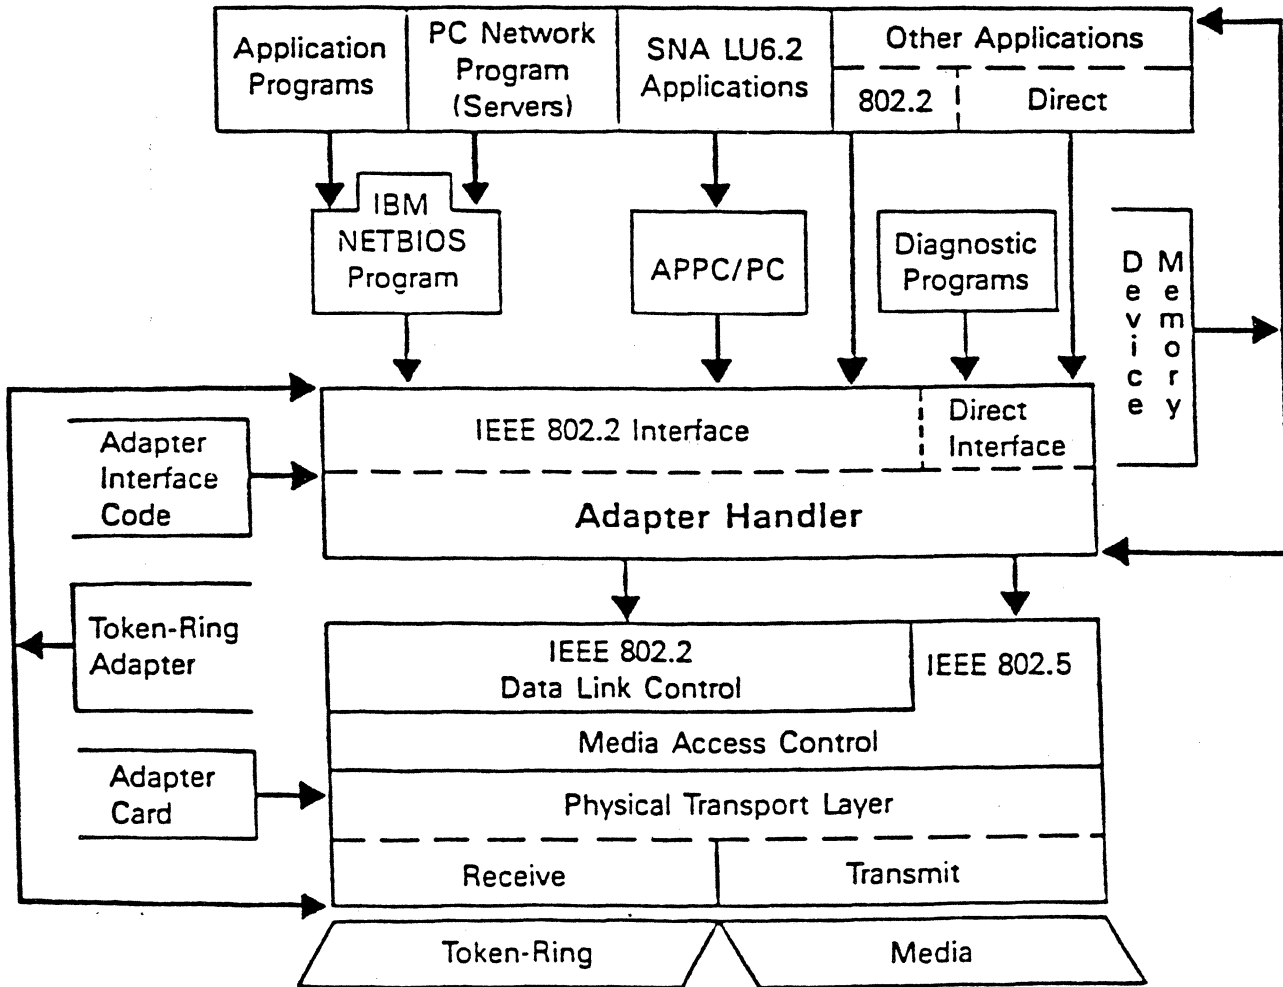 Application
Programs
PC Network
Program
(Servers)
SNA LU6.2
Applications
Other Applications
802.2
Direct
IBM
NETBIOS
Program
APPC/PC
Diagnostic
Programs
Device
Memory
Adapter
Interface
Code
IEEE 802.2 Interface
Direct
Interface
Adapter Handler
Token-Ring
Adapter
IEEE 802.2
Data Link Control
IEEE 802.5
Media Access Control
Adapter
Card
Physical Transport Layer
Receive
Transmit
Token-Ring
Media